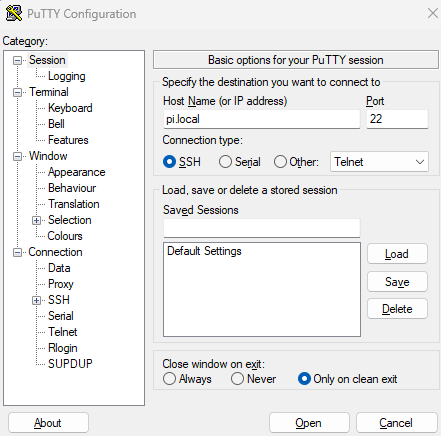 PuTTY Configuration
Category:
Session
Logging
Terminal
Keyboard
Bell
Features
Window
Appearance
Behaviour
Translation
Selection
Colours
Connection
Data
Proxy
SSH
Serial
Telnet
Rlogin
SUPDUP
Basic options for your PuTTY session
Specify the destination you want to connect to
Host Name (or IP address) Port
pi.local 22
Connection type:
SSH Serial Other: Telnet
Load, save or delete a stored session
Saved Sessions
Default Settings
Load
Save
Delete
Close window on exit:
Always Never Only on clean exit
About Open Cancel